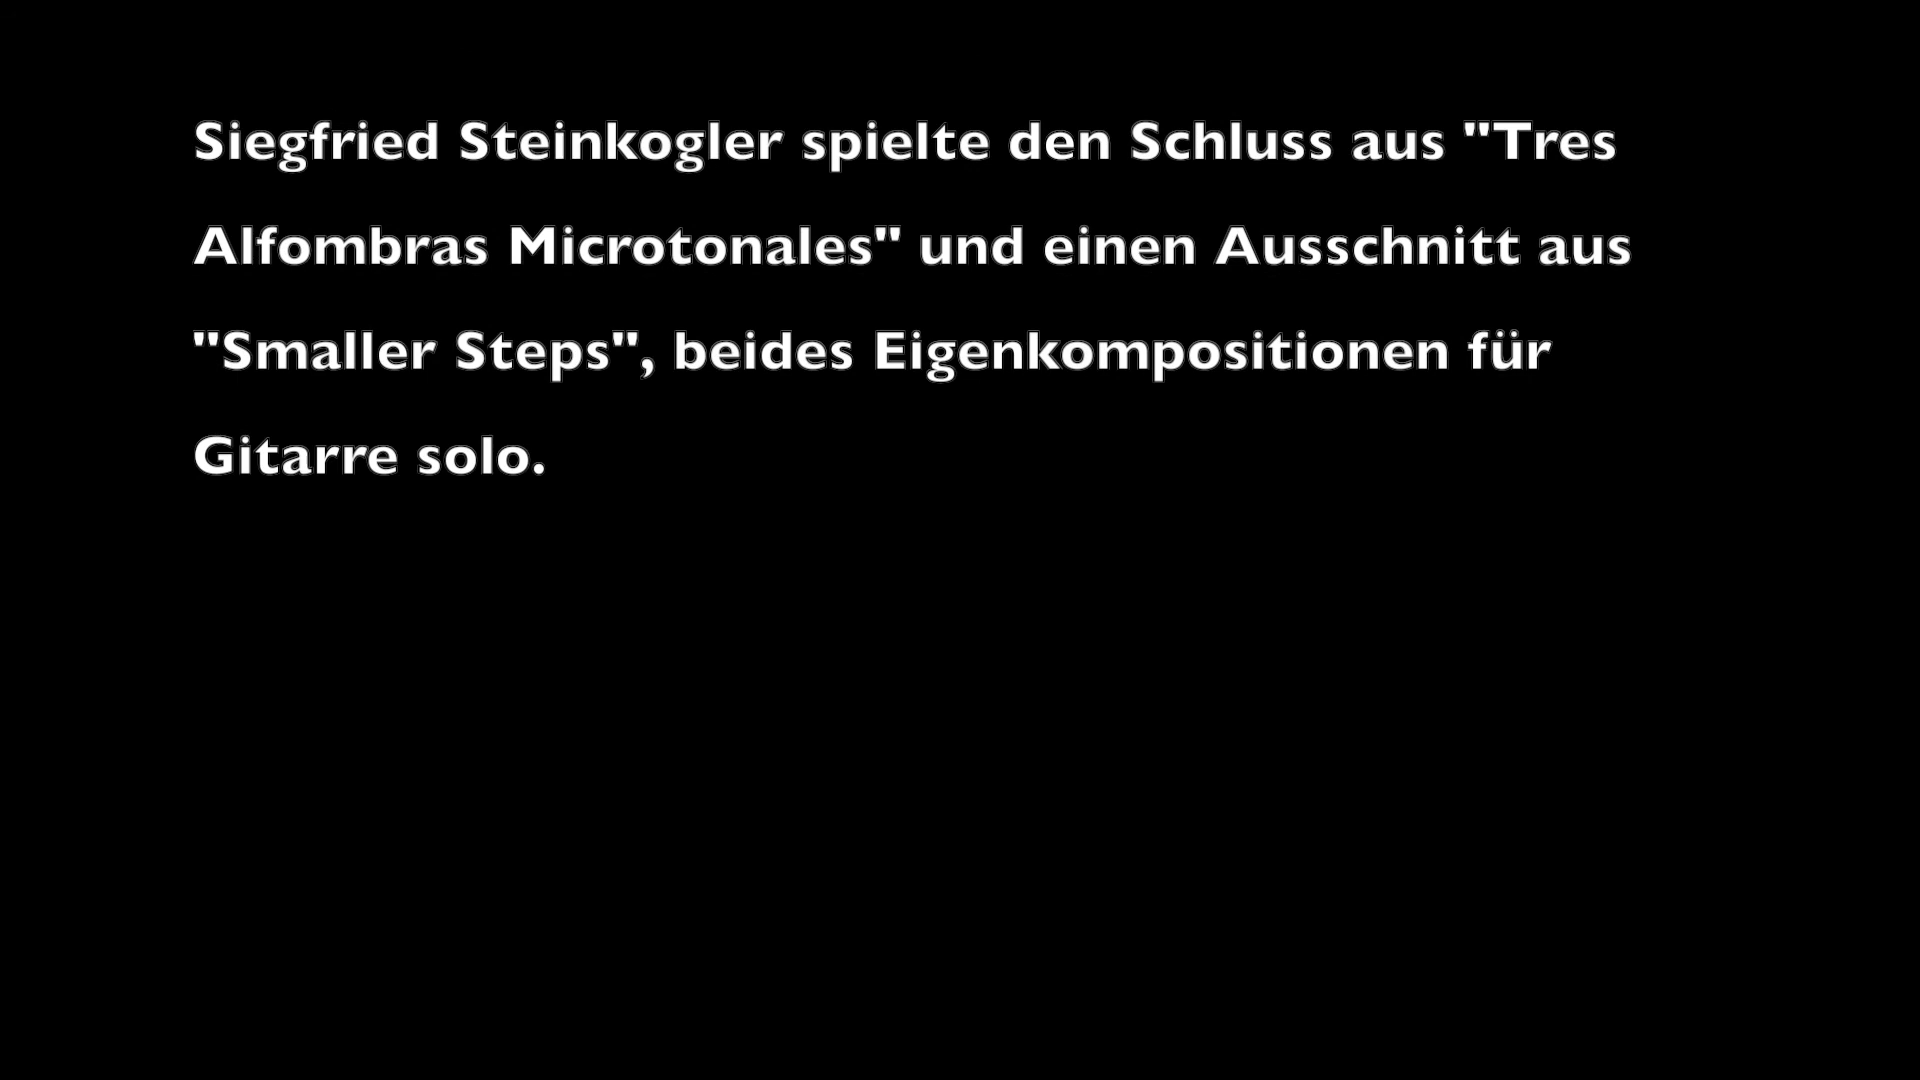 Siegfried Steinkogler spielte den Schluss aus "Tres
Alfombras Microtonales" und einen Ausschnitt aus
"Smaller Steps", beides Eigenkompositionen für
Gitarre solo.